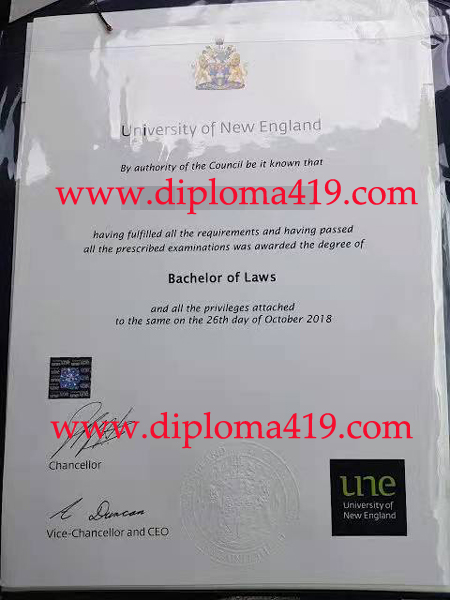 University of New England
By authority of the Council be it known that
www.diploma419.com
having fulfilled all the requirements and having passed
all the prescribed examinations was awarded the degree of
Bachelor of Laws
and all the privileges attached
to the same on the 26th day of October 2018
www.diploma419.com
Chancellor
A Duncan
Vice-Chancellor and CEO
une
University of
New England